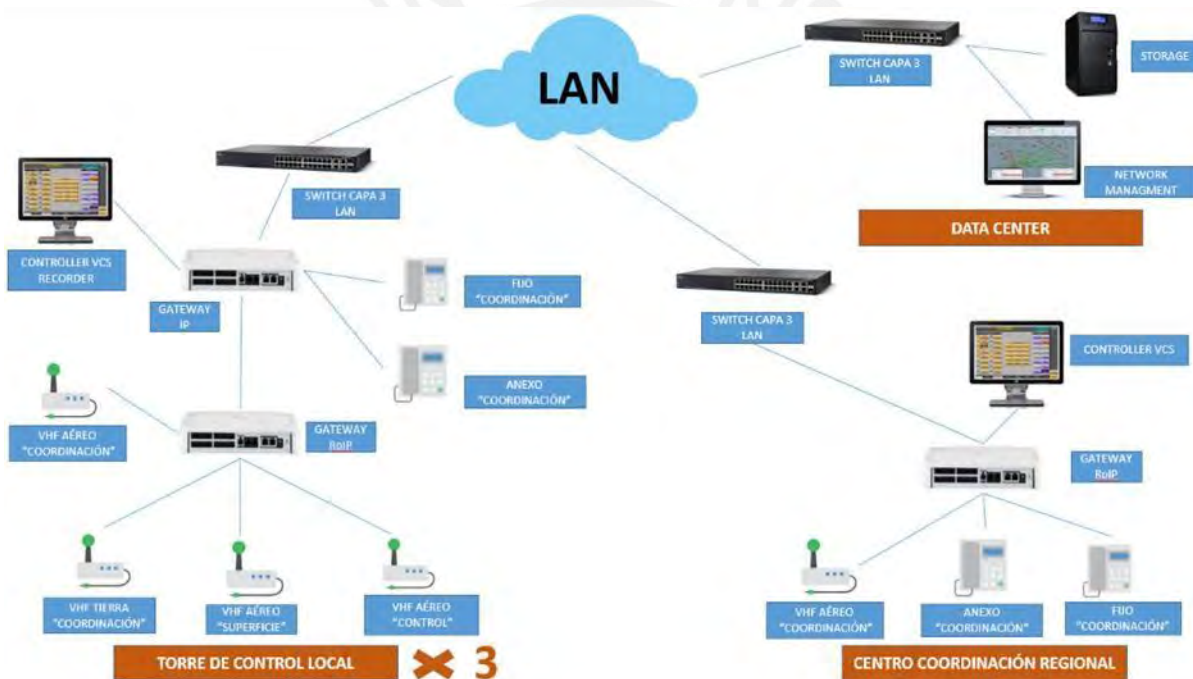 LAN
SWITCH CAPA 3
LAN
STORAGE
NETWORK
MANAGMENT
DATA CENTER
SWITCH CAPA 3
LAN
CONTROLLER VCS
RECORDER
GATEWAY
IP
FIJO
"COORDINACIÓN"
ANEXO
"COORDINACIÓN"
VHF AÉREO
"COORDINACIÓN"
GATEWAY
RoIP
VHF TIERRA
"COORDINACIÓN"
VHF AÉREO
"SUPERFICIE"
VHF AÉREO
"CONTROL"
TORRE DE CONTROL LOCAL
3
SWITCH CAPA 3
LAN
CONTROLLER VCS
GATEWAY
RoIP
VHF AÉREO
"COORDINACIÓN"
ANEXO
"COORDINACIÓN"
FIJO
"COORDINACIÓN"
CENTRO COORDINACIÓN REGIONAL